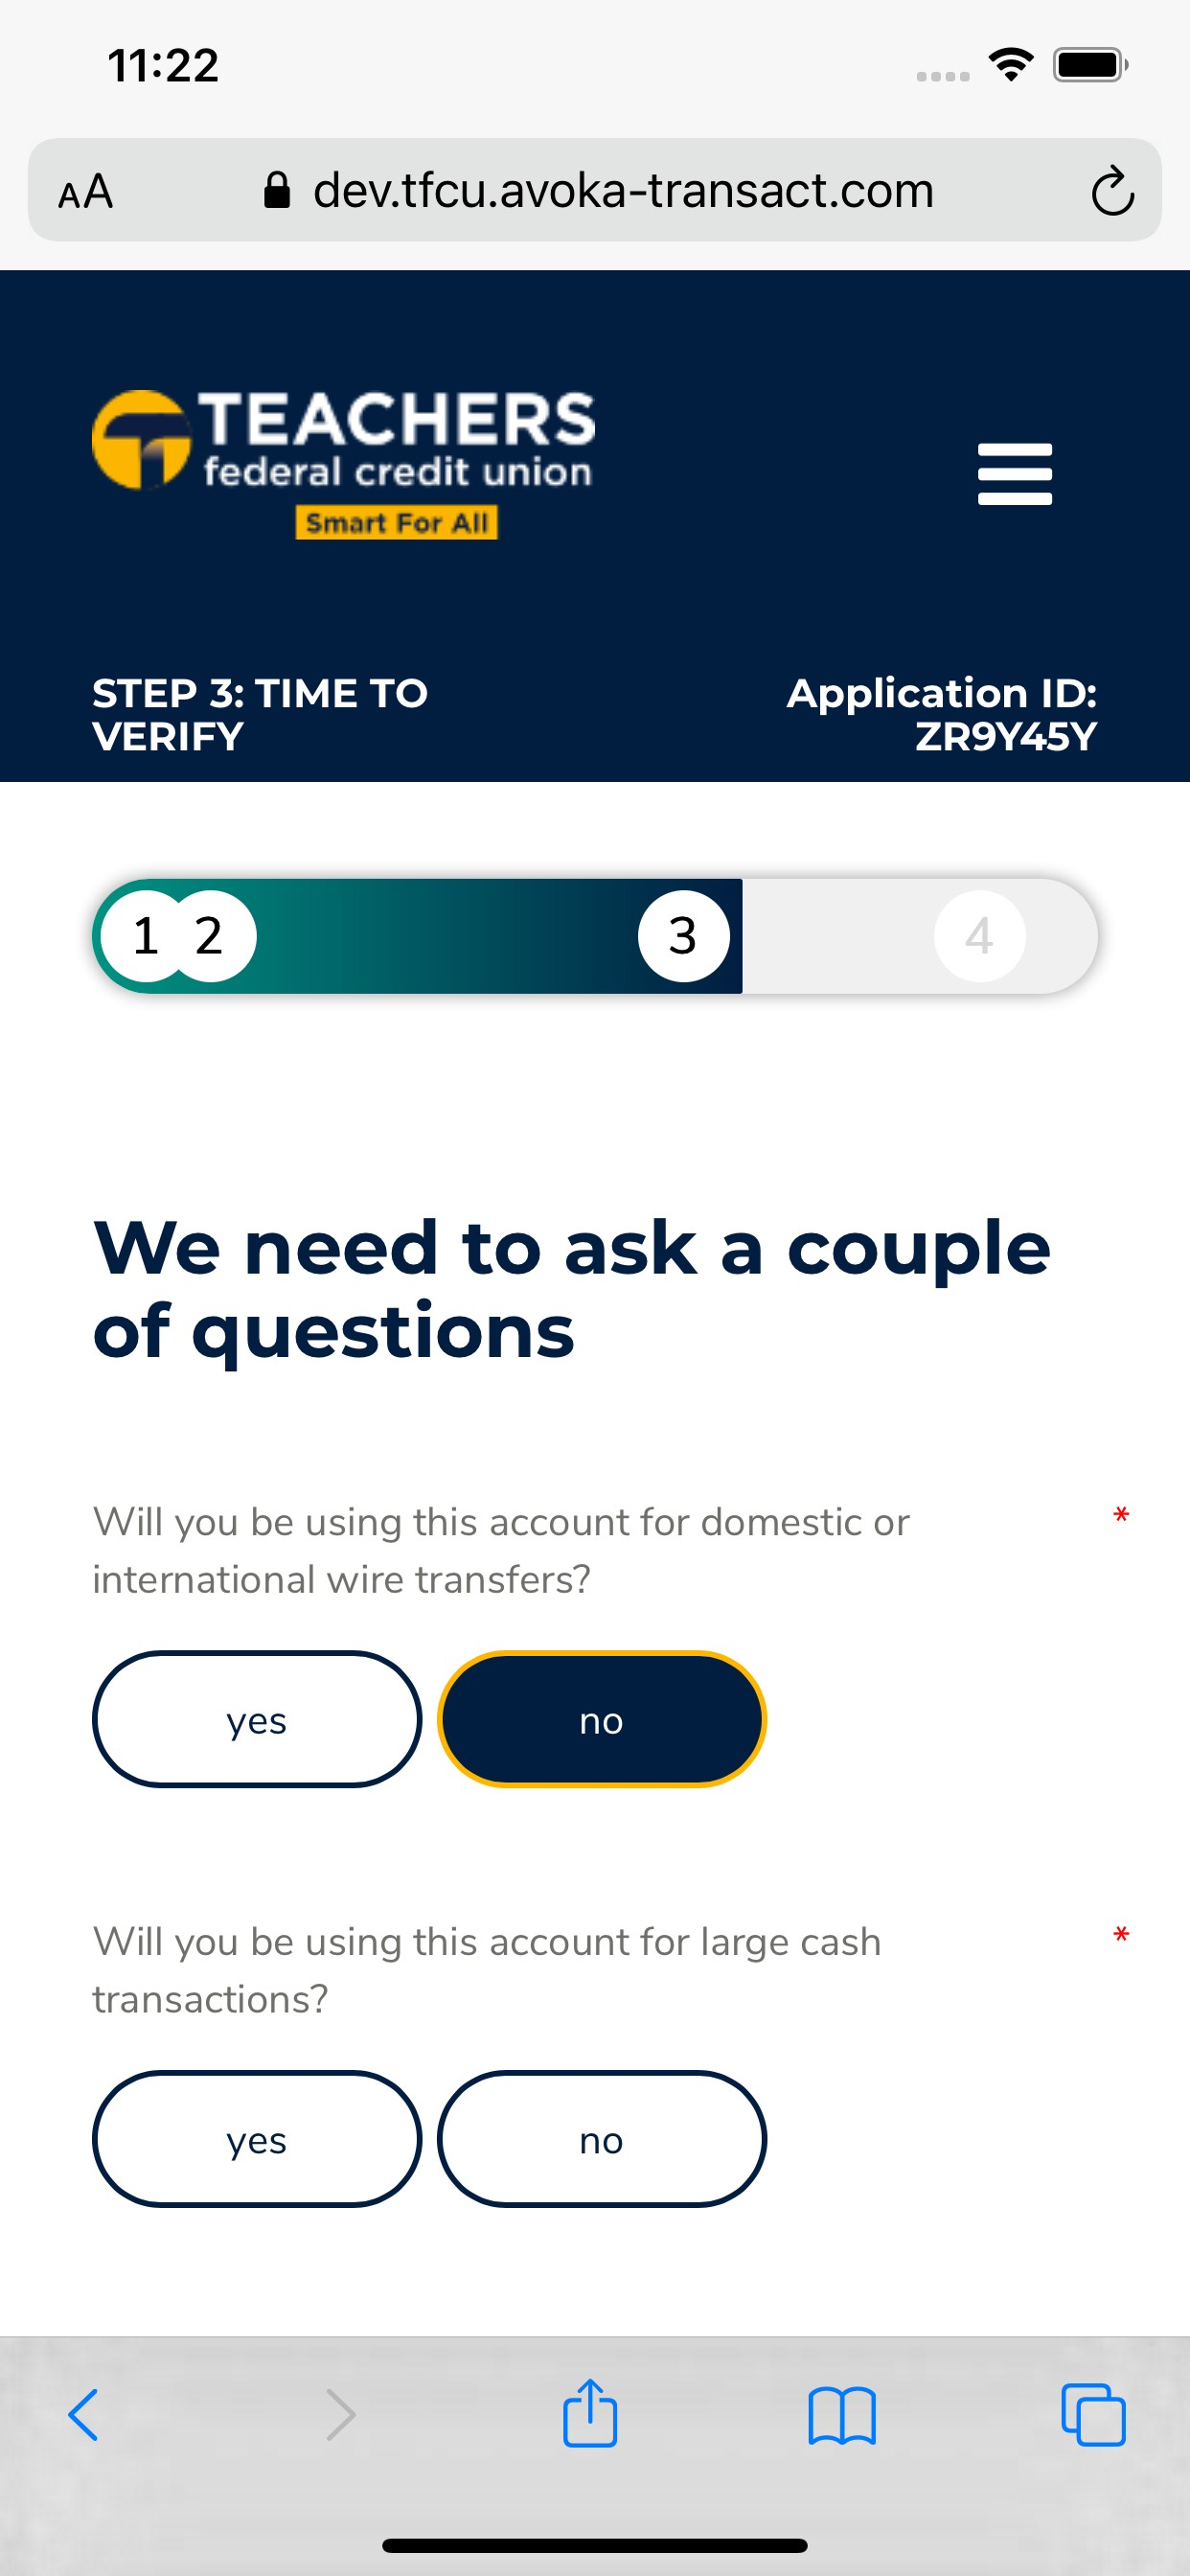 11:22
AA dev.tfcu.avoka-transact.com
TEACHERS
federal credit union
Smart For All
STEP 3: TIME TO
VERIFY
Application ID:
ZR9Y45Y
1 2 3 4
We need to ask a couple
of questions
Will you be using this account for domestic or *
international wire transfers?
yes no
Will you be using this account for large cash *
transactions?
yes no